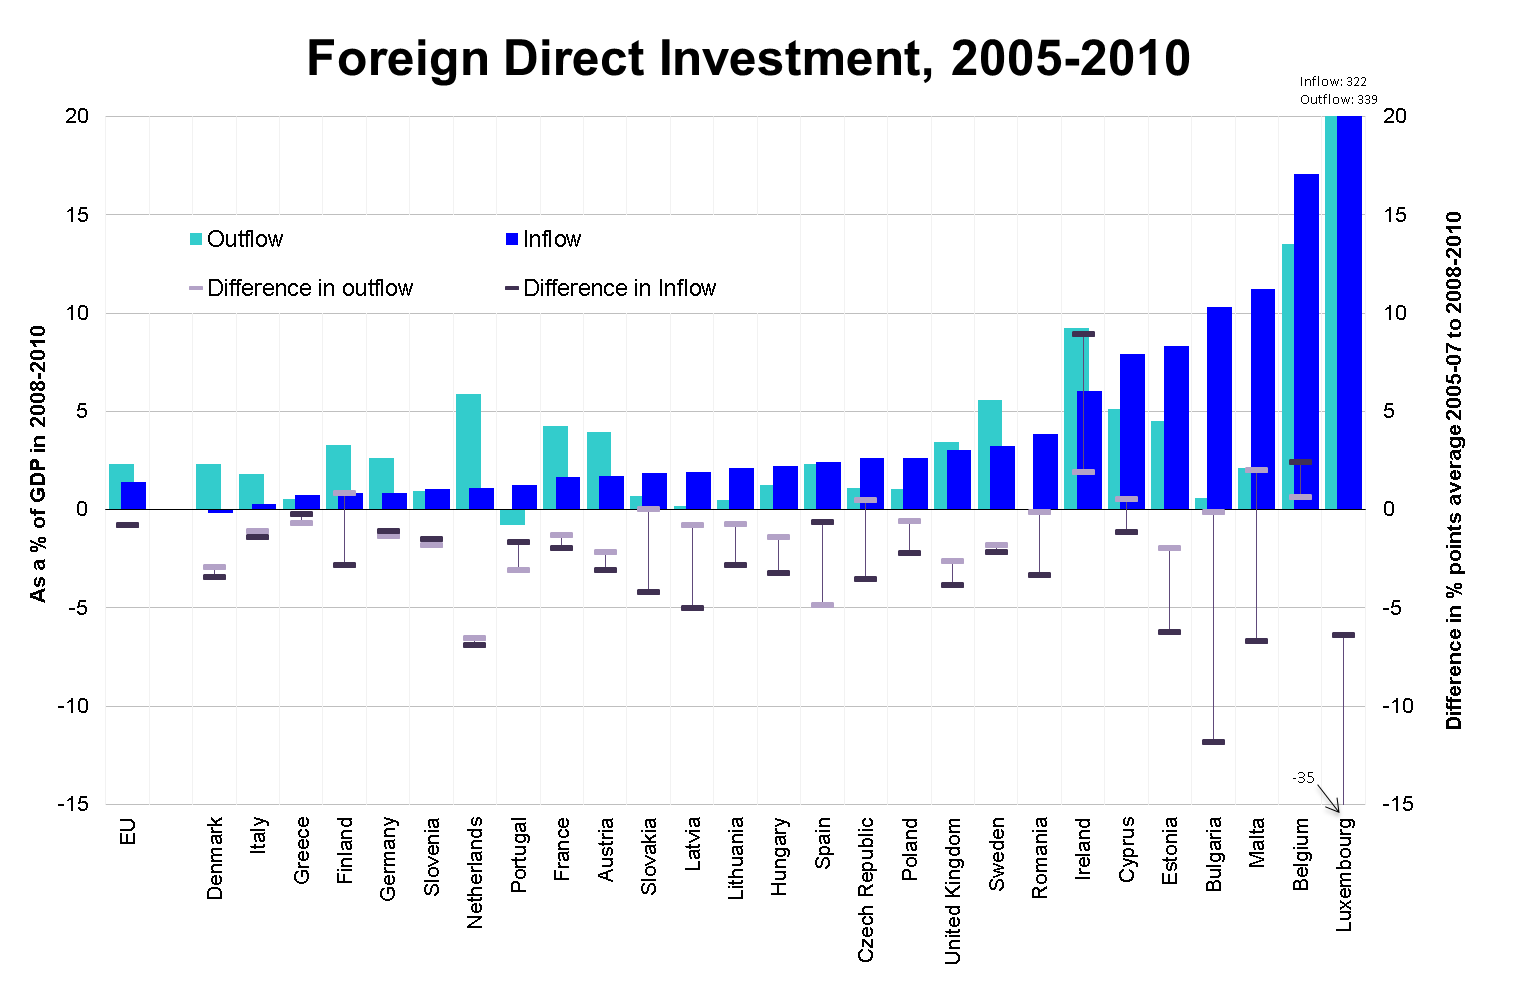 Foreign Direct Investment, 2005-2010
Inflow: 322
Outflow: 339
20
15
10
5
0
-5
-10
-15
As a % of GDP in 2008-2010
Outflow
Inflow
Difference in outflow
Difference in Inflow
20
15
10
5
0
-5
-10
-15
Difference in % points average 2005-07 to 2008-2010
-35
EU
Denmark
Italy
Greece
Finland
Germany
Slovenia
Netherlands
Portugal
France
Austria
Slovakia
Latvia
Lithuania
Hungary
Spain
Czech Republic
Poland
United Kingdom
Sweden
Romania
Ireland
Cyprus
Estonia
Bulgaria
Malta
Belgium
Luxembourg